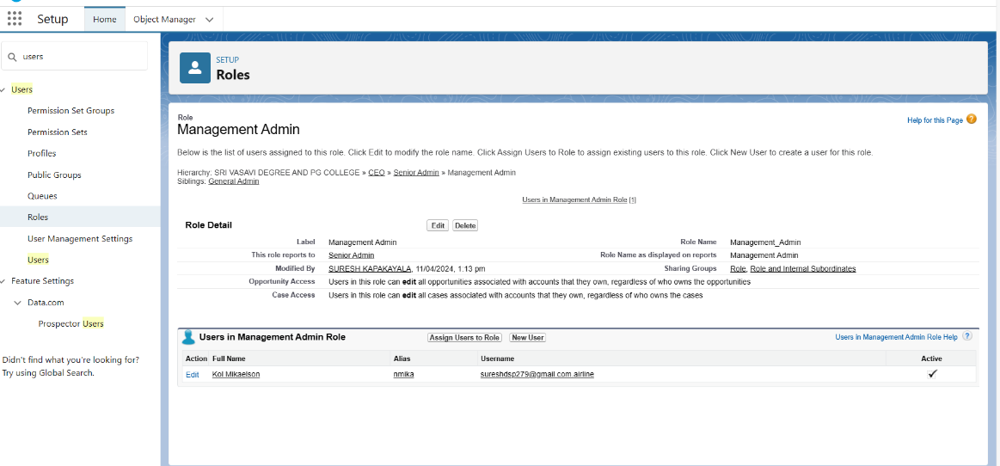 Setup Home Object Manager
users
Users
Permission Set Groups
Permission Sets
Profiles
Public Groups
Queues
Roles
User Management Settings
Users
Feature Settings
Data.com
Prospector Users
Didn't find what you're looking for?
Try using Global Search.
SETUP
Roles
Role
Management Admin
Help for this Page ?
Below is the list of users assigned to this role. Click Edit to modify the role name. Click Assign Users to Role to assign existing users to this role. Click New User to create a user for this role.
Hierarchy: SRI VASAVI DEGREE AND PG COLLEGE » CEO » Senior Admin » Management Admin
Siblings: General Admin
Users in Management Admin Role [1]
Role Detail Edit Delete
Label Management Admin Role Name Management_Admin
This role reports to Senior Admin Role Name as displayed on reports Management Admin
Modified By SURESH KAPAKAYALA, 11/04/2024, 1:13 pm Sharing Groups Role, Role and Internal Subordinates
Opportunity Access Users in this role can edit all opportunities associated with accounts that they own, regardless of who owns the opportunities
Case Access Users in this role can edit all cases associated with accounts that they own, regardless of who owns the cases
Users in Management Admin Role Assign Users to Role New User Users in Management Admin Role Help ?
Action Full Name Alias Username Active
Edit Kol Mikaelson nmika sureshdsp279@gmail.com.airline